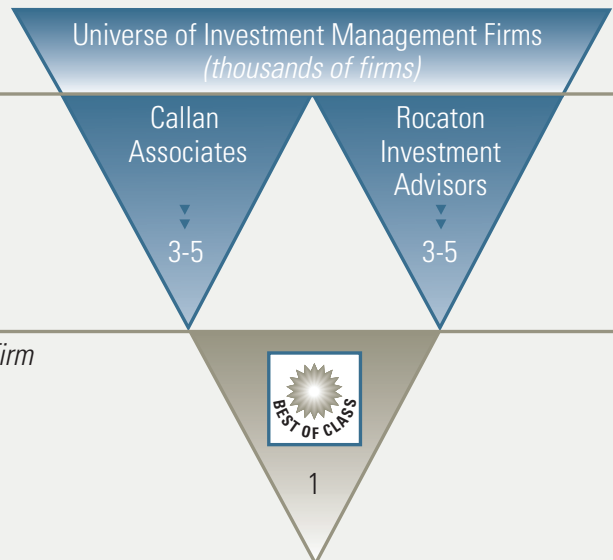 Universe of Investment Management Firms
(thousands of firms)
Callan
Associates
3-5
Rocaton
Investment
Advisors
3-5
firm
BEST OF CLASS
1